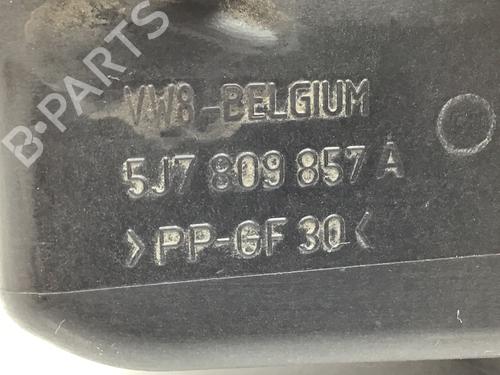 B-PARTS
VW8-BELGIUM
5J7 809 857 A
>PP-GF 30<